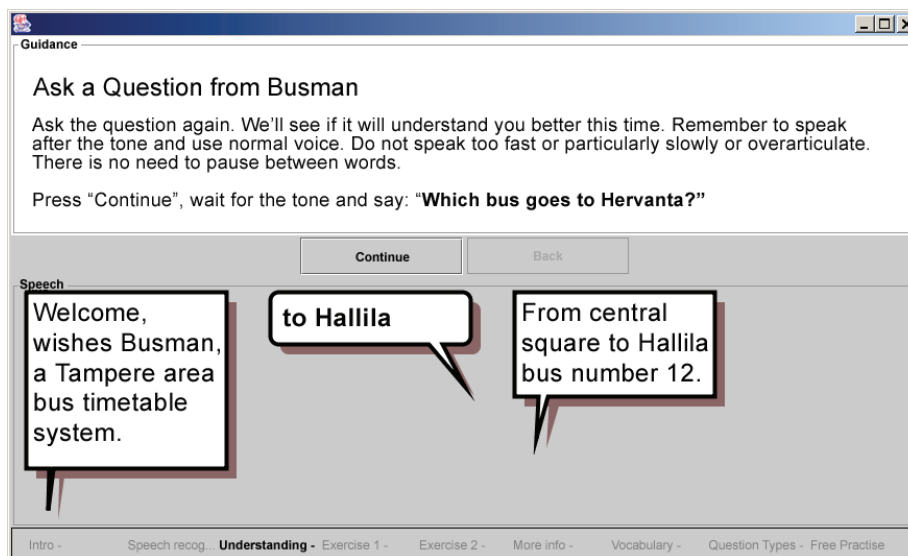 Guidance
Ask a Question from Busman
Ask the question again. We'll see if it will understand you better this time. Remember to speak
after the tone and use normal voice. Do not speak too fast or particularly slowly or overarticulate.
There is no need to pause between words.
Press “Continue”, wait for the tone and say: “Which bus goes to Hervanta?”
Continue
Back
Speech
Welcome,
wishes Busman,
a Tampere area
bus timetable
system.
to Hallila
From central
square to Hallila
bus number 12.
Intro - Speech recog... Understanding - Exercise 1 - Exercise 2 - More info - Vocabulary - Question Types - Free Practise